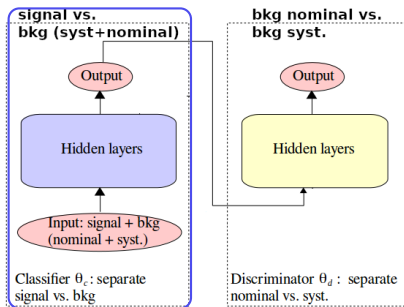 signal vs.
bkg (syst+nominal)
Output
Hidden layers
Input: signal + bkg
(nominal + syst.)
Classifier θc: separate
signal vs. bkg
bkg nominal vs.
bkg syst.
Output
Hidden layers
Discriminator θd : separate
nominal vs. syst.